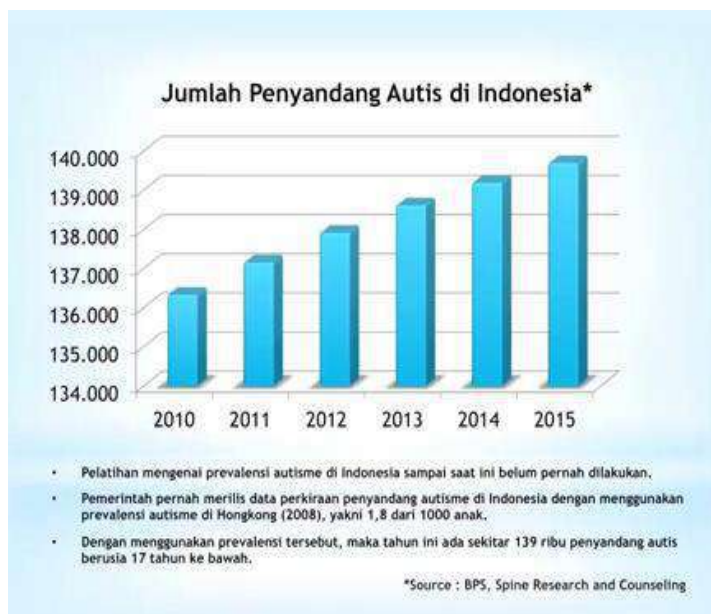 Jumlah Penyandang Autis di Indonesia*
140.000
139.000
138.000
137.000
136.000
135.000
134.000
2010 2011 2012 2013 2014 2015
• Pelatihan mengenai prevalensi autisme di Indonesia sampai saat ini belum pernah dilakukan.
• Pemerintah pernah merilis data perkiraan penyandang autisme di Indonesia dengan menggunakan
prevalensi autisme di Hongkong (2008), yakni 1,8 dari 1000 anak.
• Dengan menggunakan prevalensi tersebut, maka tahun ini ada sekitar 139 ribu penyandang autis
berusia 17 tahun ke bawah.
*Source : BPS, Spine Research and Counseling